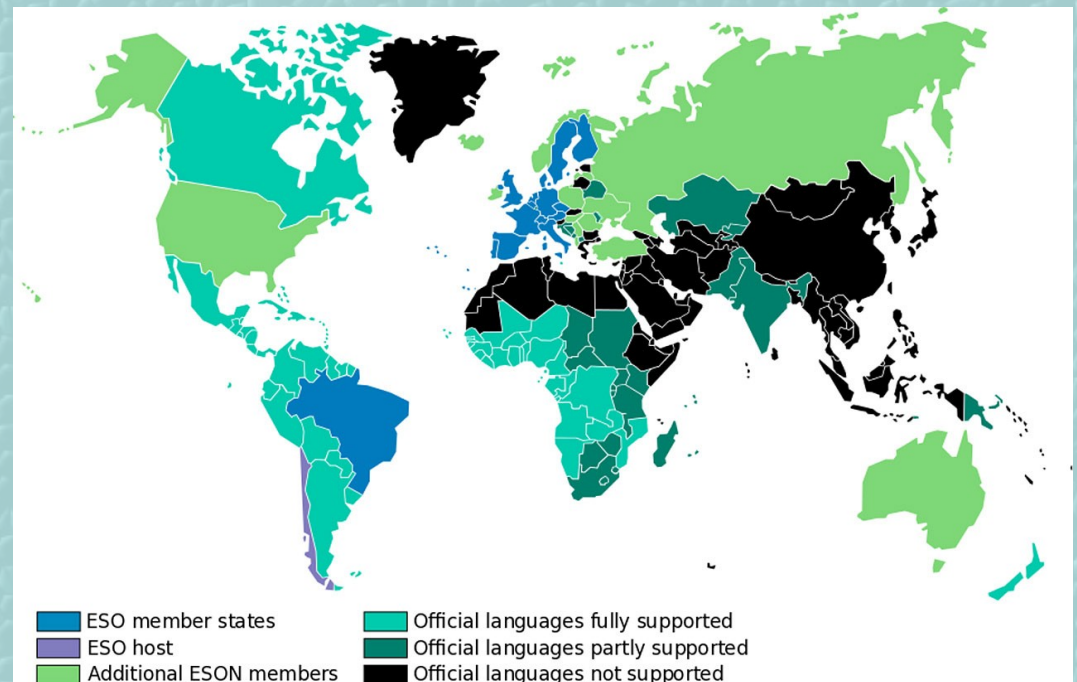 ESO member states
ESO host
Additional ESON members
Official languages fully supported
Official languages partly supported
Official languages not supported